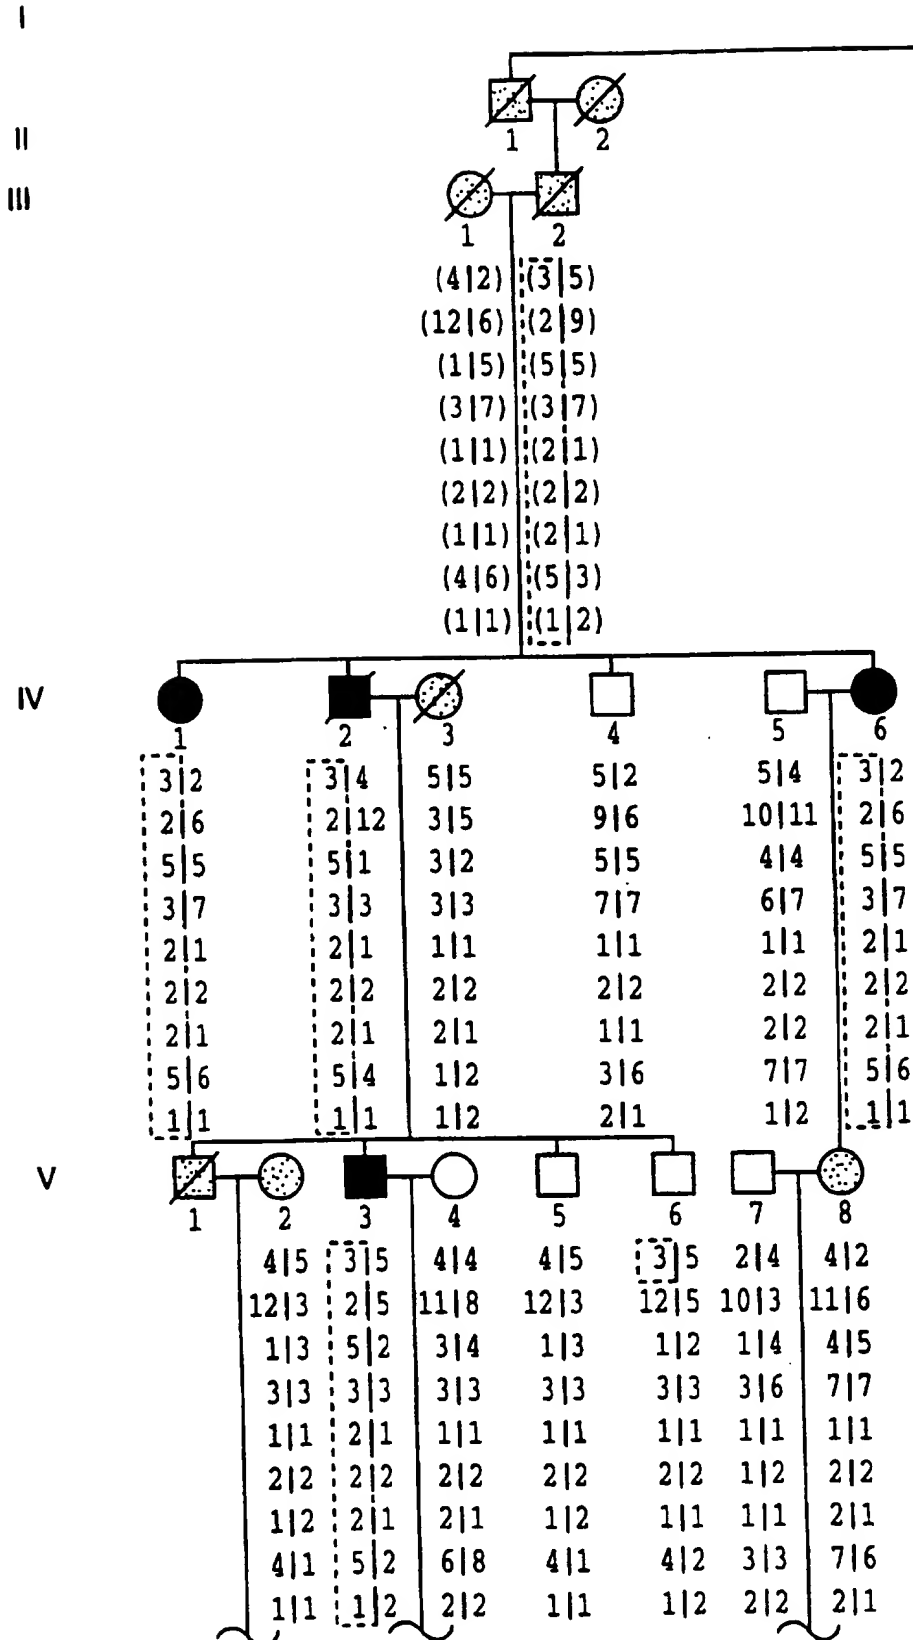 I
1 2
II
III
1 2
(4|2) (3|5)
(12|6) (2|9)
(1|5) (5|5)
(3|7) (3|7)
(1|1) (2|1)
(2|2) (2|2)
(1|1) (2|1)
(4|6) (5|3)
(1|1) (1|2)
IV
1 2 3 4 5 6
3|2 3|4 5|5 5|2 5|4 3|2
2|6 2|12 3|5 9|6 10|11 2|6
5|5 5|1 3|2 5|5 4|4 5|5
3|7 3|3 3|3 7|7 6|7 3|7
2|1 2|1 1|1 1|1 1|1 2|1
2|2 2|2 2|2 2|2 2|2 2|2
2|1 2|1 2|1 1|1 2|2 2|1
5|6 5|4 1|2 3|6 7|7 5|6
1|1 1|1 1|2 2|1 1|2 1|1
V
1 2 3 4 5 6 7 8
4|5 3|5 4|4 4|5 3|5 2|4 4|2
12|3 2|5 11|8 12|3 12|5 10|3 11|6
1|3 5|2 3|4 1|3 1|2 1|4 4|5
3|3 3|3 3|3 3|3 3|3 3|6 7|7
1|1 2|1 1|1 1|1 1|1 1|1 1|1
2|2 2|2 2|2 2|2 2|2 1|2 2|2
1|2 2|1 2|1 1|2 1|1 1|1 2|1
4|1 5|2 6|8 4|1 4|2 3|3 7|6
1|1 1|2 2|2 1|1 1|2 2|2 2|1